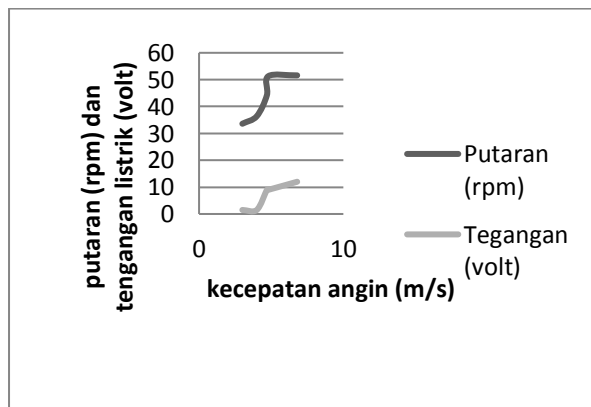 putaran (rpm) dan
tengangan listrik (volt)
60
50
40
30
20
10
0
0
10
kecepatan angin (m/s)
Putaran
(rpm)
Tegangan
(volt)